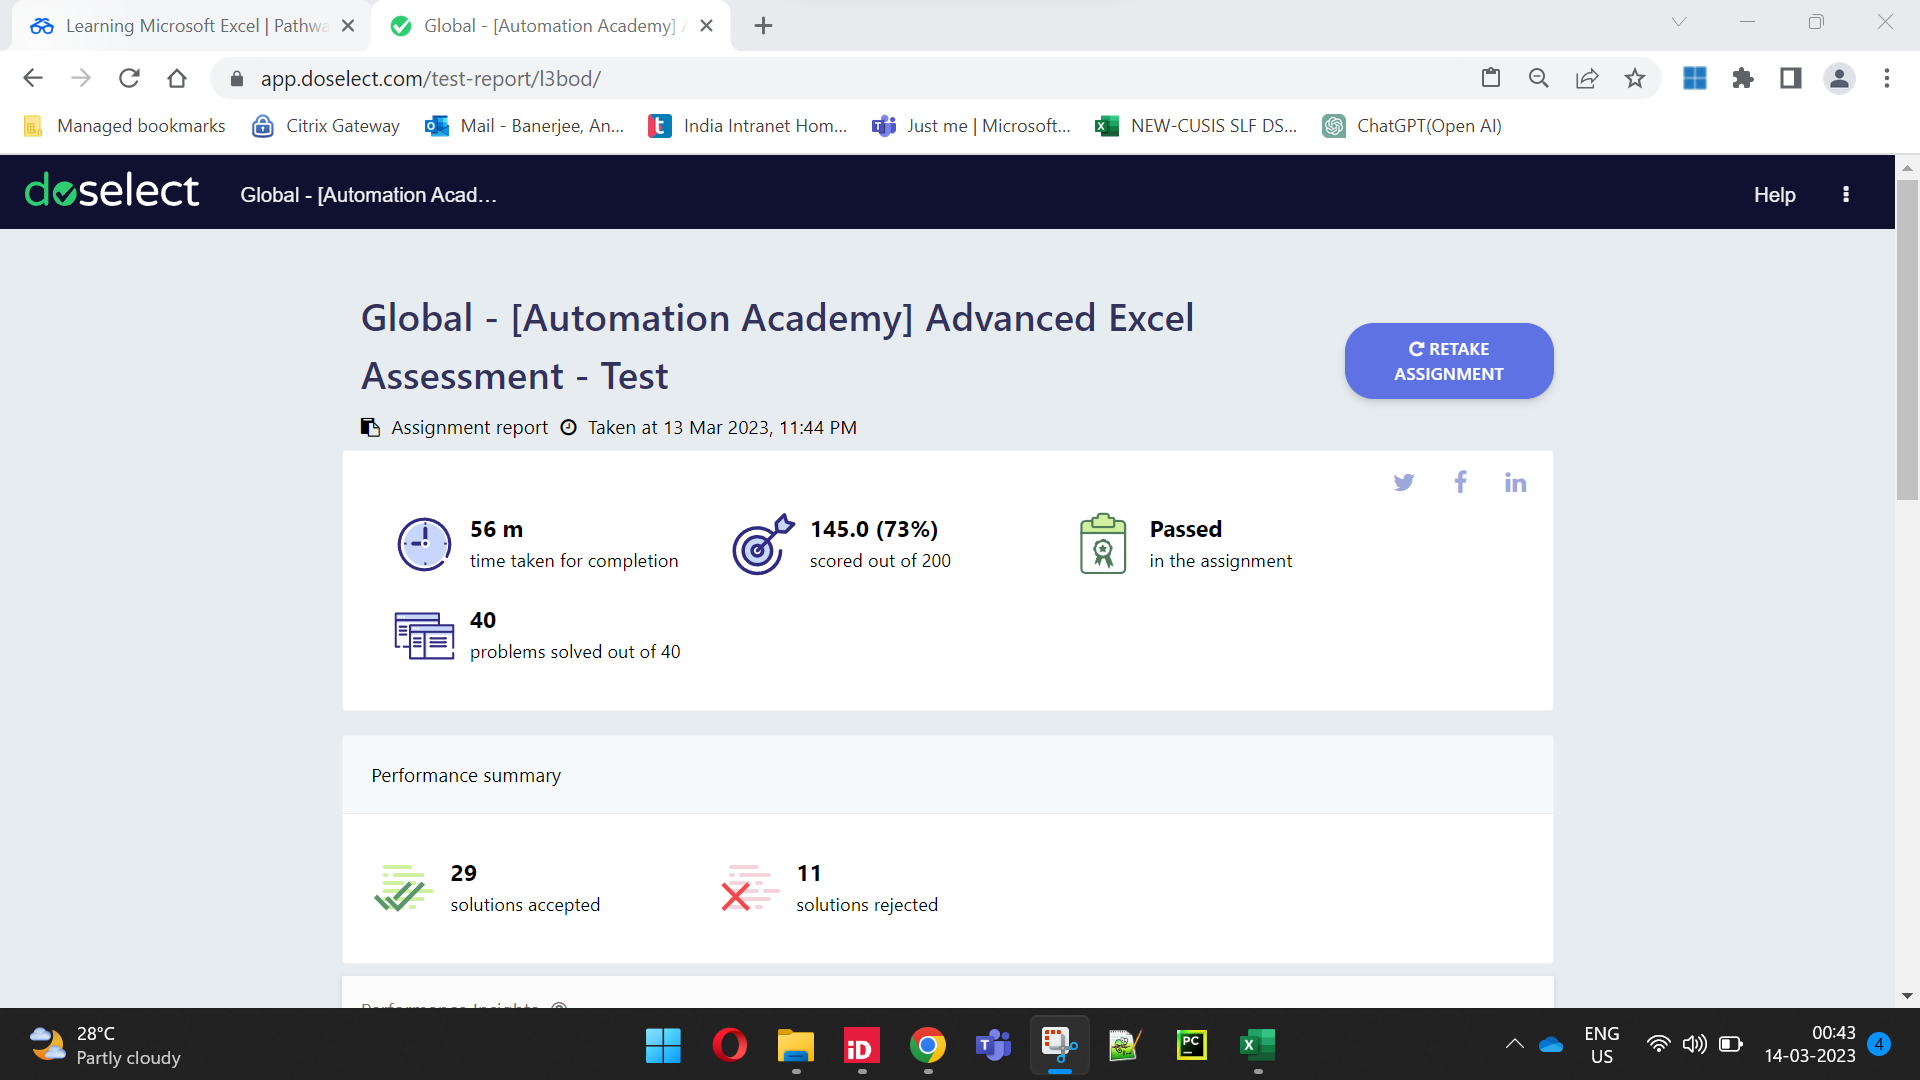 Learning Microsoft Excel | Pathwa
Global - [Automation Academy] A
app.doselect.com/test-report/l3bod/
Managed bookmarks
Citrix Gateway
Mail - Banerjee, An...
India Intranet Hom...
Just me | Microsoft...
NEW-CUSIS SLF DS...
ChatGPT(Open AI)
doselect
Global - [Automation Acad...
Help
Global - [Automation Academy] Advanced Excel
Assessment - Test
RETAKE
ASSIGNMENT
Assignment report
Taken at 13 Mar 2023, 11:44 PM
56 m
time taken for completion
145.0 (73%)
scored out of 200
Passed
in the assignment
40
problems solved out of 40
Performance summary
29
solutions accepted
11
solutions rejected
Performance Insights
28°C
Partly cloudy
iD
PC
ENG
US
00:43
14-03-2023
4